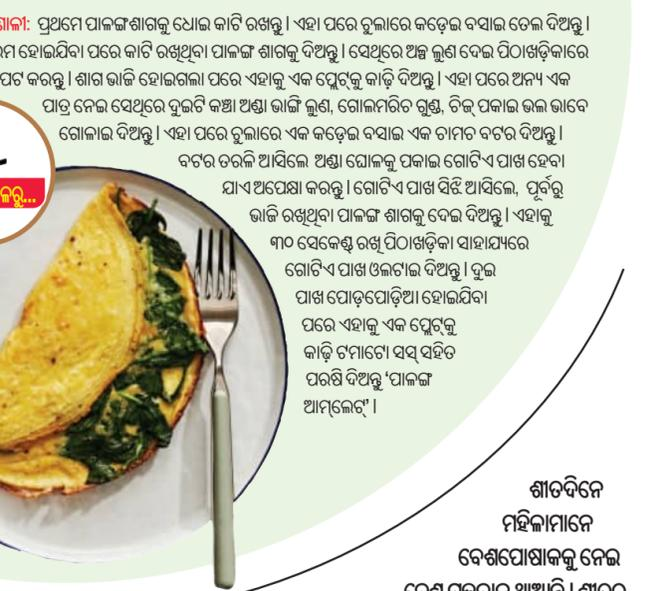 ପ୍ରଥମେ ପାଳଙ୍ଗଶାଗକୁ ଧୋଇ କାଟି ରଖନ୍ତୁ । ଏହା ପରେ ଚୁଲାରେ କଡ଼େଇ ବସାଇ ତେଲ ଦିଅନ୍ତୁ ।
ହୋଇଯିବା ପରେ କାଟି ରଖିଥିବା ପାଳଙ୍ଗ ଶାଗକୁ ଦିଅନ୍ତୁ । ସେଥିରେ ଅଳ୍ପ ଲୁଣ ଦେଇ ପିଠାଖଡ଼ିକାରେ
କରନ୍ତୁ । ଶାଗ ଭାଜି ହୋଇଗଲା ପରେ ଏହାକୁ ଏକ ପ୍ଲେଟ୍‌କୁ କାଢ଼ି ଦିଅନ୍ତୁ । ଏହା ପରେ ଅନ୍ୟ ଏକ
ପାତ୍ର ନେଇ ସେଥିରେ ଦୁଇଟି କଞ୍ଚା ଅଣ୍ଡା ଭାଙ୍ଗି ଲୁଣ, ଗୋଲମରିଚ ଗୁଣ୍ଡ, ଚିଜ୍ ପକାଇ ଭଲ ଭାବେ
ଗୋଳାଇ ଦିଅନ୍ତୁ । ଏହା ପରେ ଚୁଲାରେ ଏକ କଡ଼େଇ ବସାଇ ଏକ ଚାମଚ ବଟର ଦିଅନ୍ତୁ ।
ବଟର ତରଳି ଆସିଲେ ଅଣ୍ଡା ଘୋଳକୁ ପକାଇ ଗୋଟିଏ ପାଖ ହେବା
ଯାଏ ଅପେକ୍ଷା କରନ୍ତୁ । ଗୋଟିଏ ପାଖ ସିଝି ଆସିଲେ, ପୂର୍ବରୁ
ଭାଜି ରଖିଥିବା ପାଳଙ୍ଗ ଶାଗକୁ ଦେଇ ଦିଅନ୍ତୁ । ଏହାକୁ
୩୦ ସେକେଣ୍ଡ ରଖି ପିଠାଖଡ଼ିକା ସାହାଯ୍ୟରେ
ଗୋଟିଏ ପାଖ ଓଲଟାଇ ଦିଅନ୍ତୁ । ଦୁଇ
ପାଖ ପୋଡ଼ପୋଡ଼ିଆ ହୋଇଯିବା
ପରେ ଏହାକୁ ଏକ ପ୍ଲେଟ୍‌କୁ
କାଢ଼ି ଟମାଟୋ ସସ୍ ସହିତ
ପରଷି ଦିଅନ୍ତୁ ‘ପାଳଙ୍ଗ
ଆମ୍‌ଲେଟ୍’ ।
ଶୀତଦିନେ
ମହିଳାମାନେ
ବେଶପୋଷାକକୁ ନେଇ